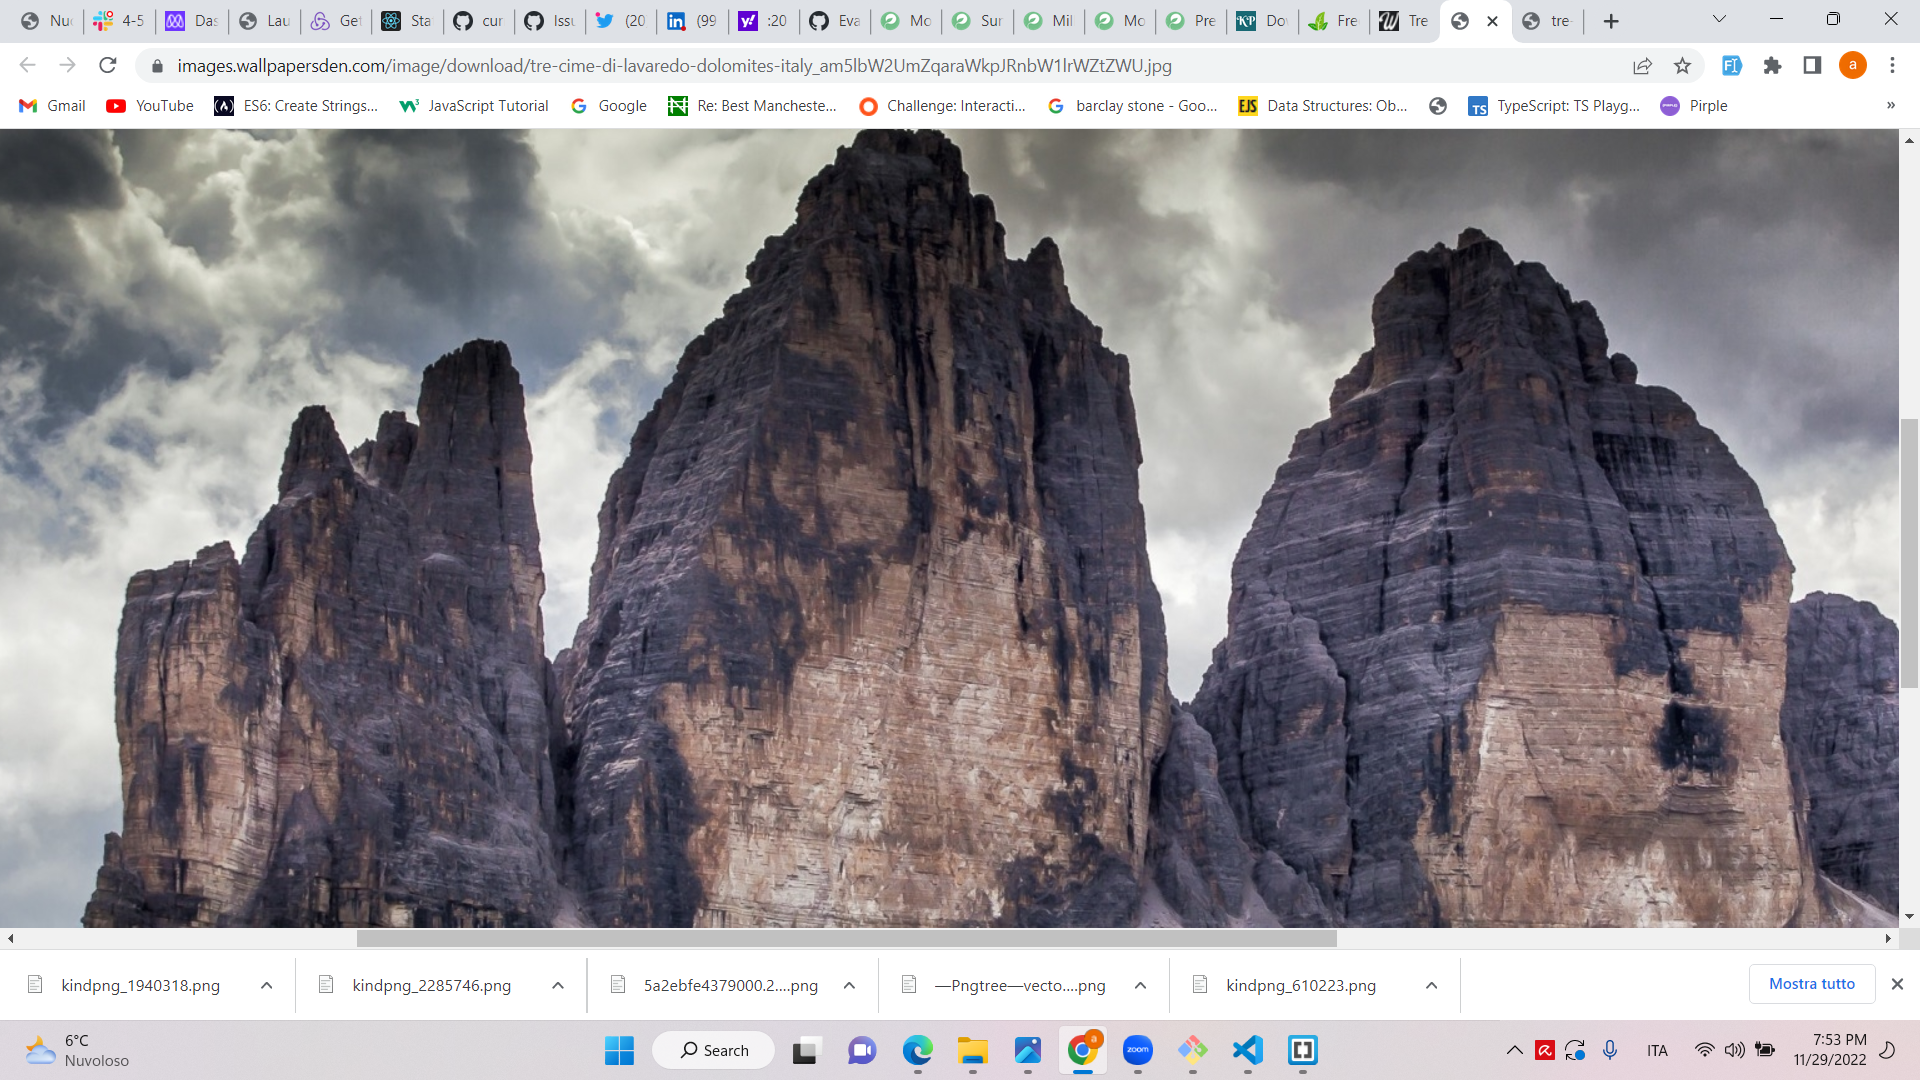 Nu
4-5
Das
Lau
Get
Sta
cur
Issu
(20
(99
:20
Eva
Mo
Sur
Mil
Mo
Pre
Do
Fre
Tre
tre-
images.wallpapersden.com/image/download/tre-cime-di-lavaredo-dolomites-italy_am5lbW2UmZqaraWkpJRnbW1lrWZtZWU.jpg
Gmail
YouTube
ES6: Create Strings...
JavaScript Tutorial
Google
Re: Best Mancheste...
Challenge: Interacti...
barclay stone - Goo...
Data Structures: Ob...
TypeScript: TS Playg...
Pirple
kindpng_1940318.png
kindpng_2285746.png
5a2ebfe4379000.2....png
—Pngtree—vecto....png
kindpng_610223.png
Mostra tutto
6°C
Nuvoloso
Search
zoom
ITA
7:53 PM
11/29/2022